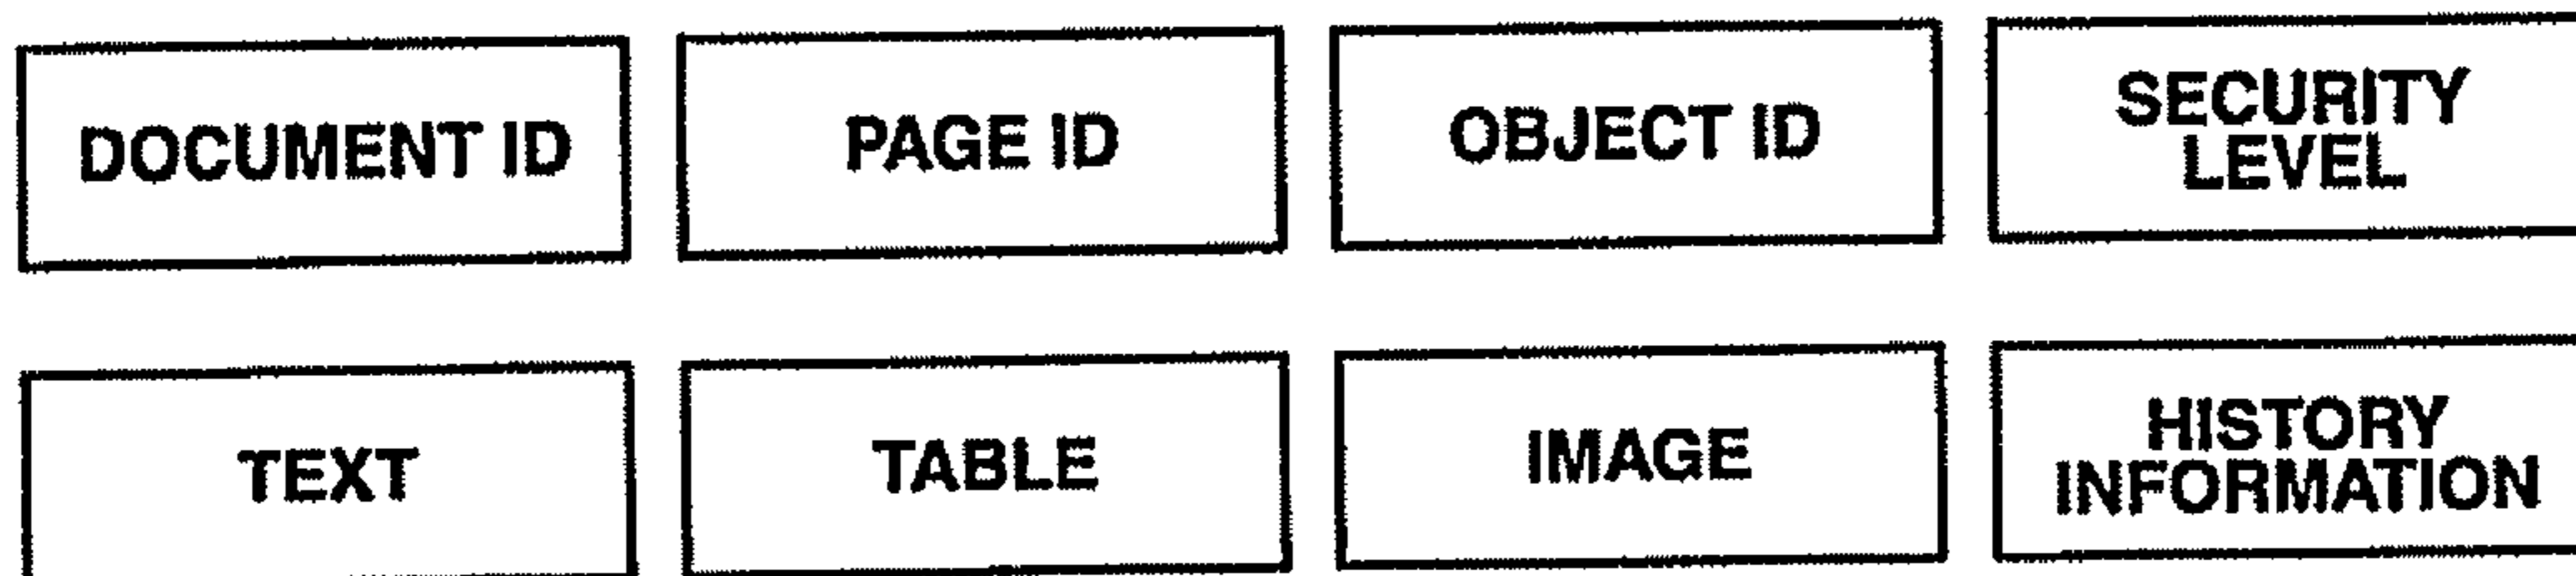 DOCUMENT ID
PAGE ID
OBJECT ID
SECURITY
LEVEL
TEXT
TABLE
IMAGE
HISTORY
INFORMATION